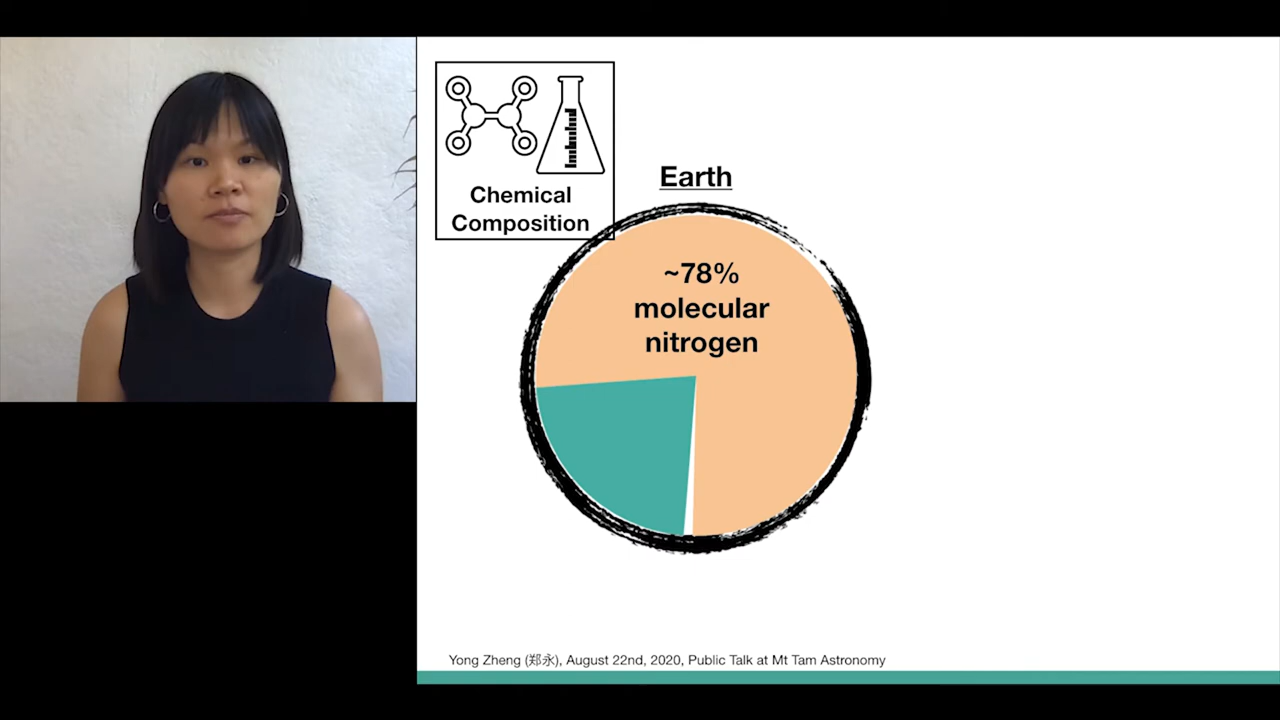 Chemical
Composition
Earth
~78%
molecular
nitrogen
Yong Zheng (郑永), August 22nd, 2020, Public Talk at Mt Tam Astronomy